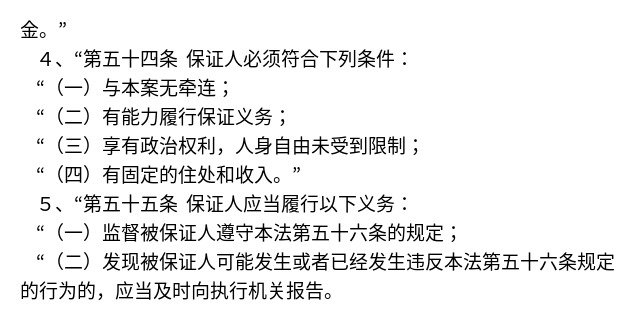 金。”
４、“第五十四条 保证人必须符合下列条件：
“（一）与本案无牵连；
“（二）有能力履行保证义务；
“（三）享有政治权利，人身自由未受到限制；
“（四）有固定的住处和收入。”
５、“第五十五条 保证人应当履行以下义务：
“（一）监督被保证人遵守本法第五十六条的规定；
“（二）发现被保证人可能发生或者已经发生违反本法第五十六条规定
的行为的，应当及时向执行机关报告。